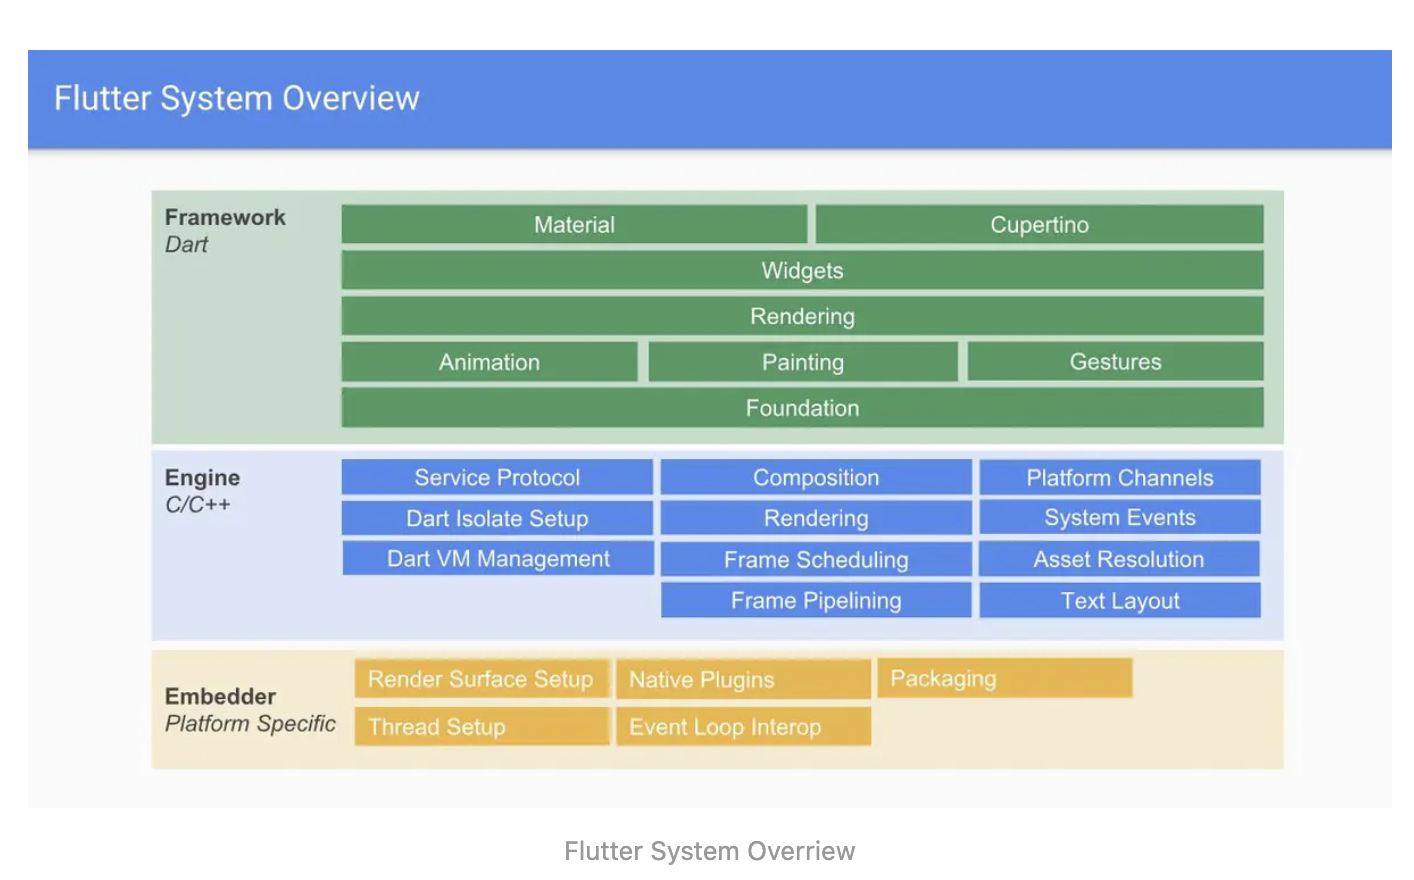 Flutter System Overview
Framework
Dart
Material
Cupertino
Widgets
Rendering
Animation
Painting
Gestures
Foundation
Engine
C/C++
Service Protocol
Composition
Platform Channels
Dart Isolate Setup
Rendering
System Events
Dart VM Management
Frame Scheduling
Asset Resolution
Frame Pipelining
Text Layout
Embedder
Platform Specific
Render Surface Setup
Native Plugins
Packaging
Thread Setup
Event Loop Interop
Flutter System Overriew